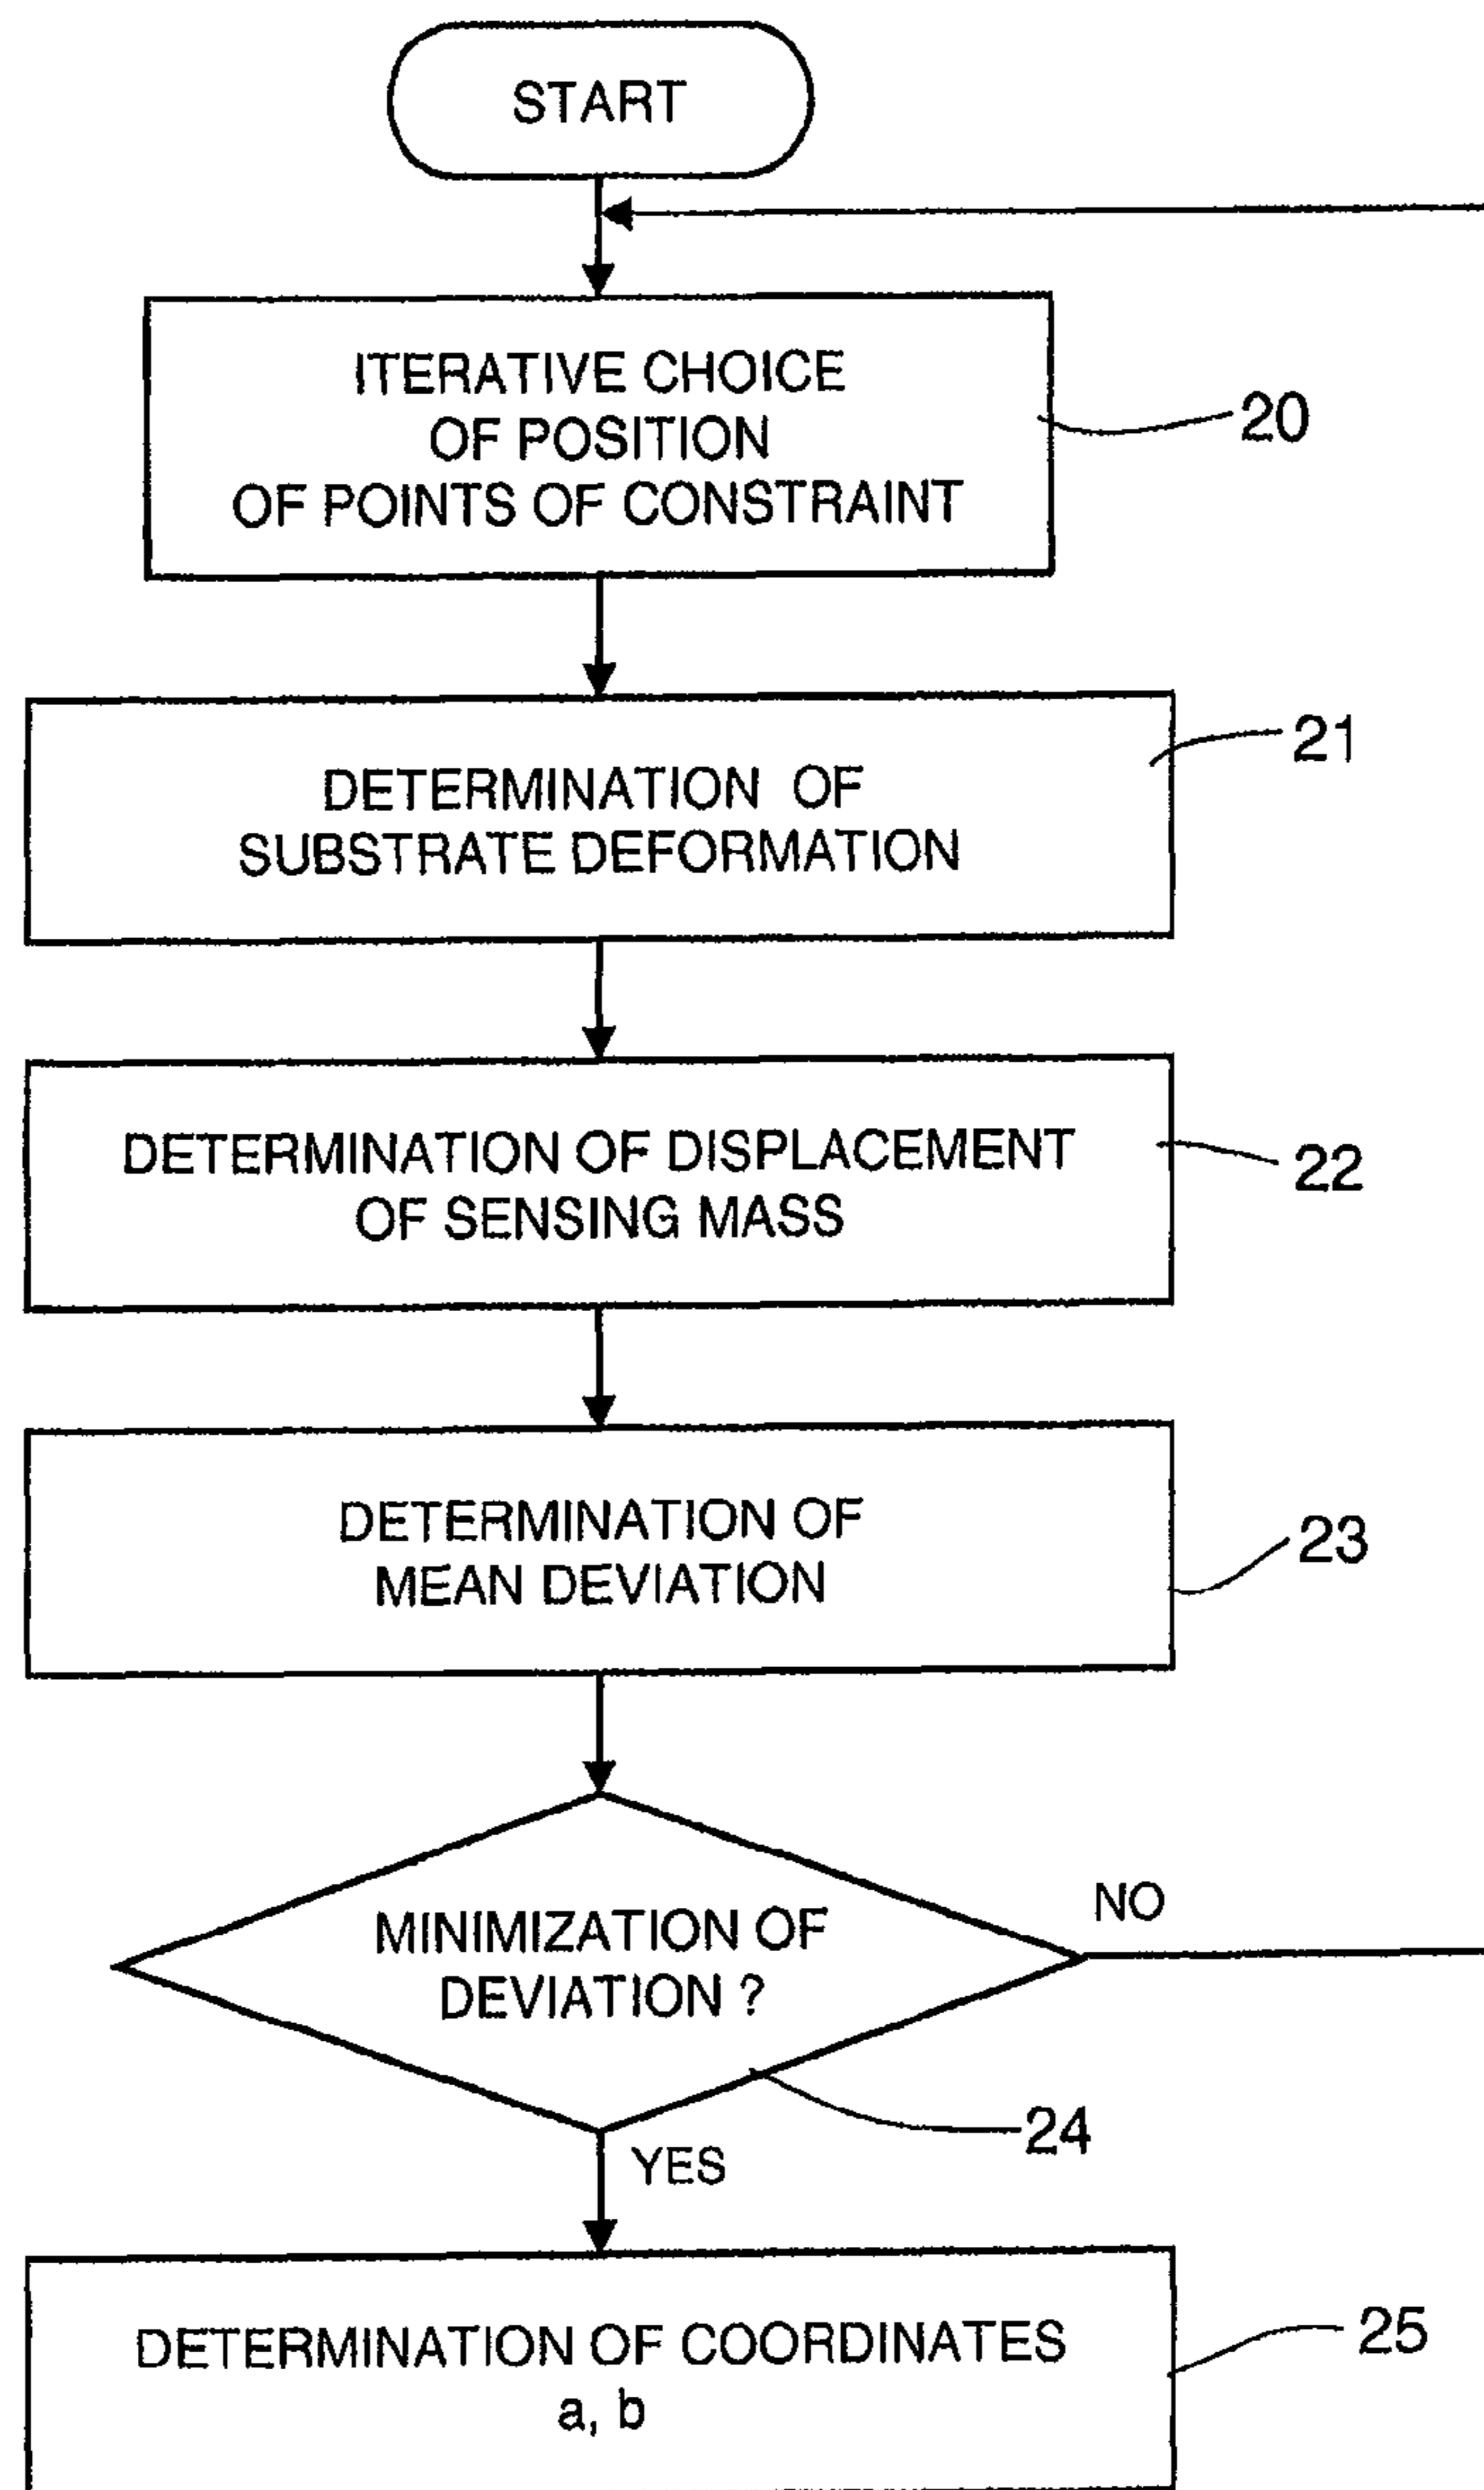 START
ITERATIVE CHOICE
OF POSITION
OF POINTS OF CONSTRAINT
20
DETERMINATION OF
SUBSTRATE DEFORMATION
21
DETERMINATION OF DISPLACEMENT
OF SENSING MASS
22
DETERMINATION OF
MEAN DEVIATION
23
MINIMIZATION OF
DEVIATION ?
NO
24
YES
DETERMINATION OF COORDINATES
a, b
25